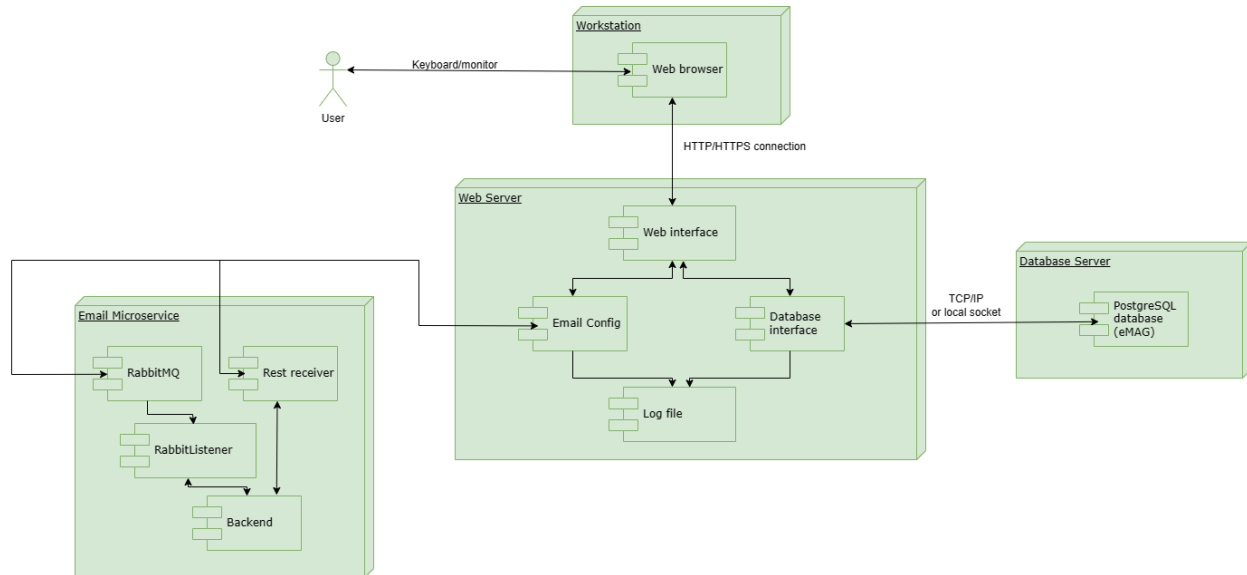 Workstation
Web browser
Keyboard/monitor
User
HTTP/HTTPS connection
Web Server
Web interface
Email Config
Database
interface
Log file
TCP/IP
or local socket
Database Server
PostgreSQL
database
(eMAG)
Email Microservice
RabbitMQ
Rest receiver
RabbitListener
Backend